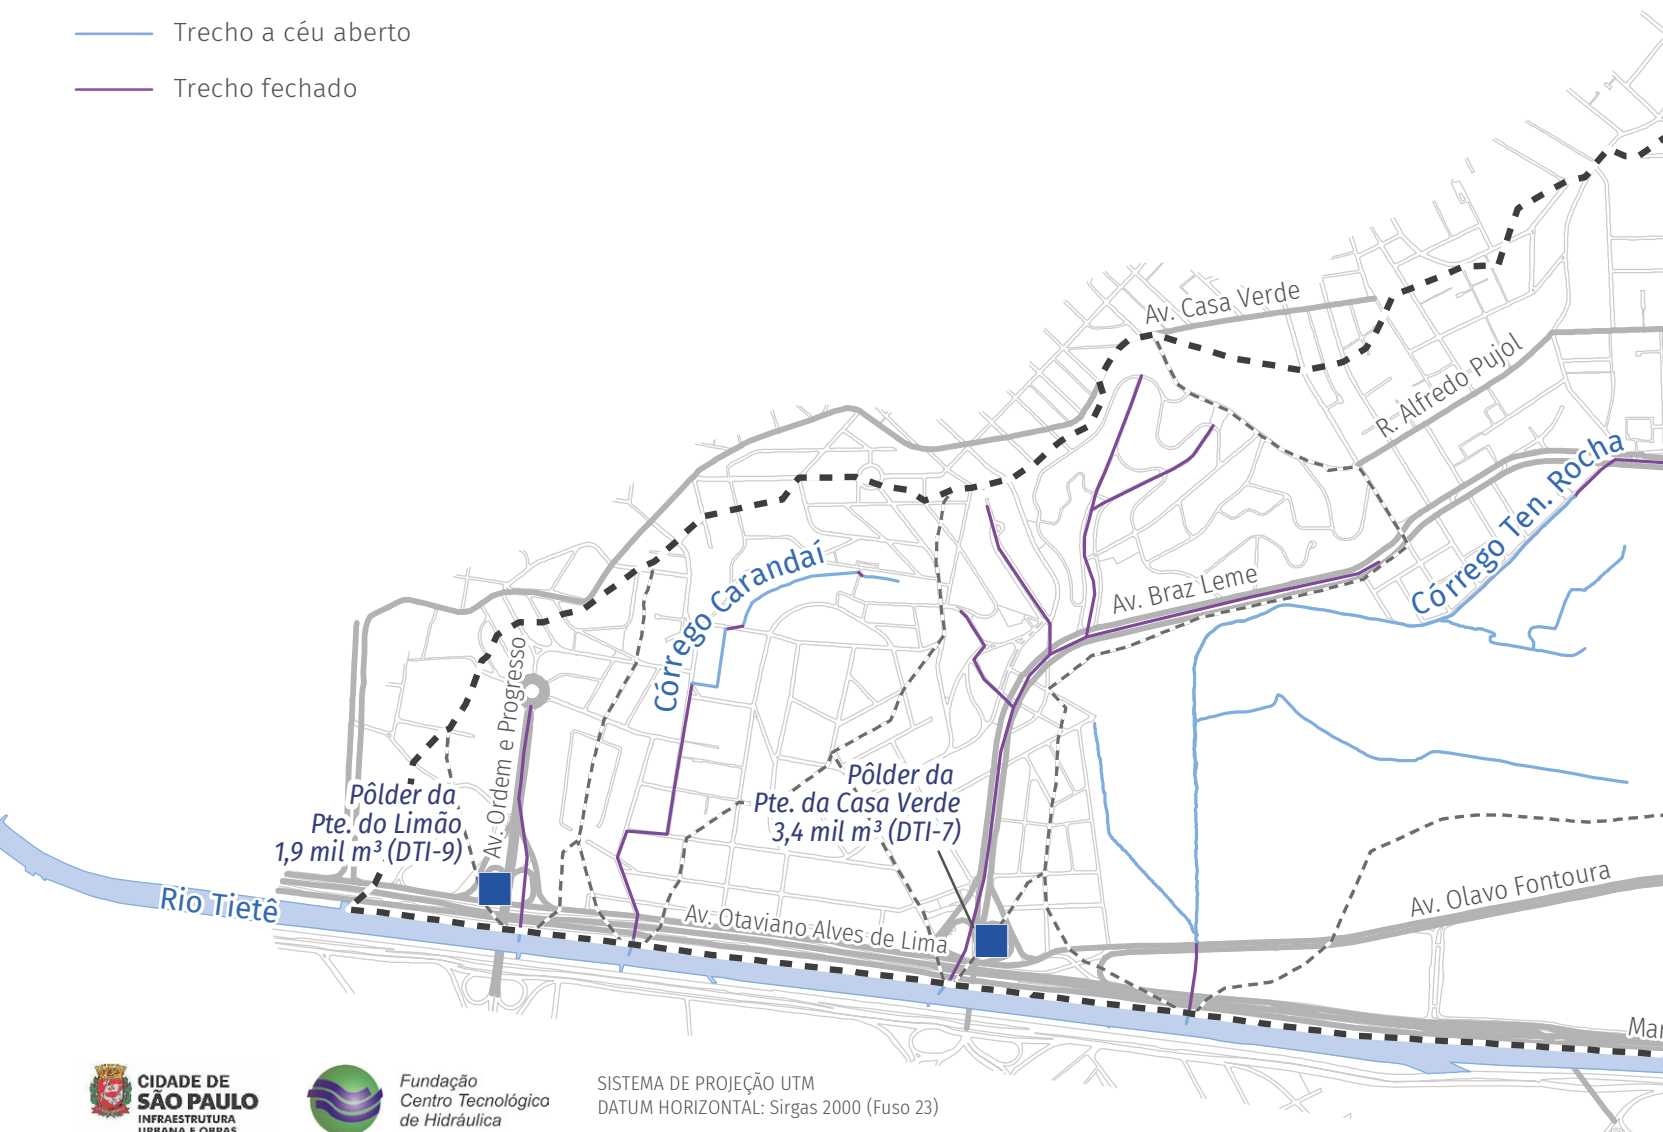 Trecho a céu aberto
Trecho fechado
Av. Casa Verde
R. Alfredo Pujol
Córrego Ten. Rocha
Córrego Carandaí
Av. Braz Leme
Av. Ordem e Progresso
Pôlder da
Pte. da Casa Verde
3,4 mil m³ (DTI-7)
Pôlder da
Pte. do Limão
1,9 mil m³ (DTI-9)
Rio Tietê
Av. Otaviano Alves de Lima
Av. Olavo Fontoura
Mar
CIDADE DE
SÃO PAULO
INFRAESTRUTURA
URBANA E OBRAS
Fundação
Centro Tecnológico
de Hidráulica
SISTEMA DE PROJEÇÃO UTM
DATUM HORIZONTAL: Sirgas 2000 (Fuso 23)